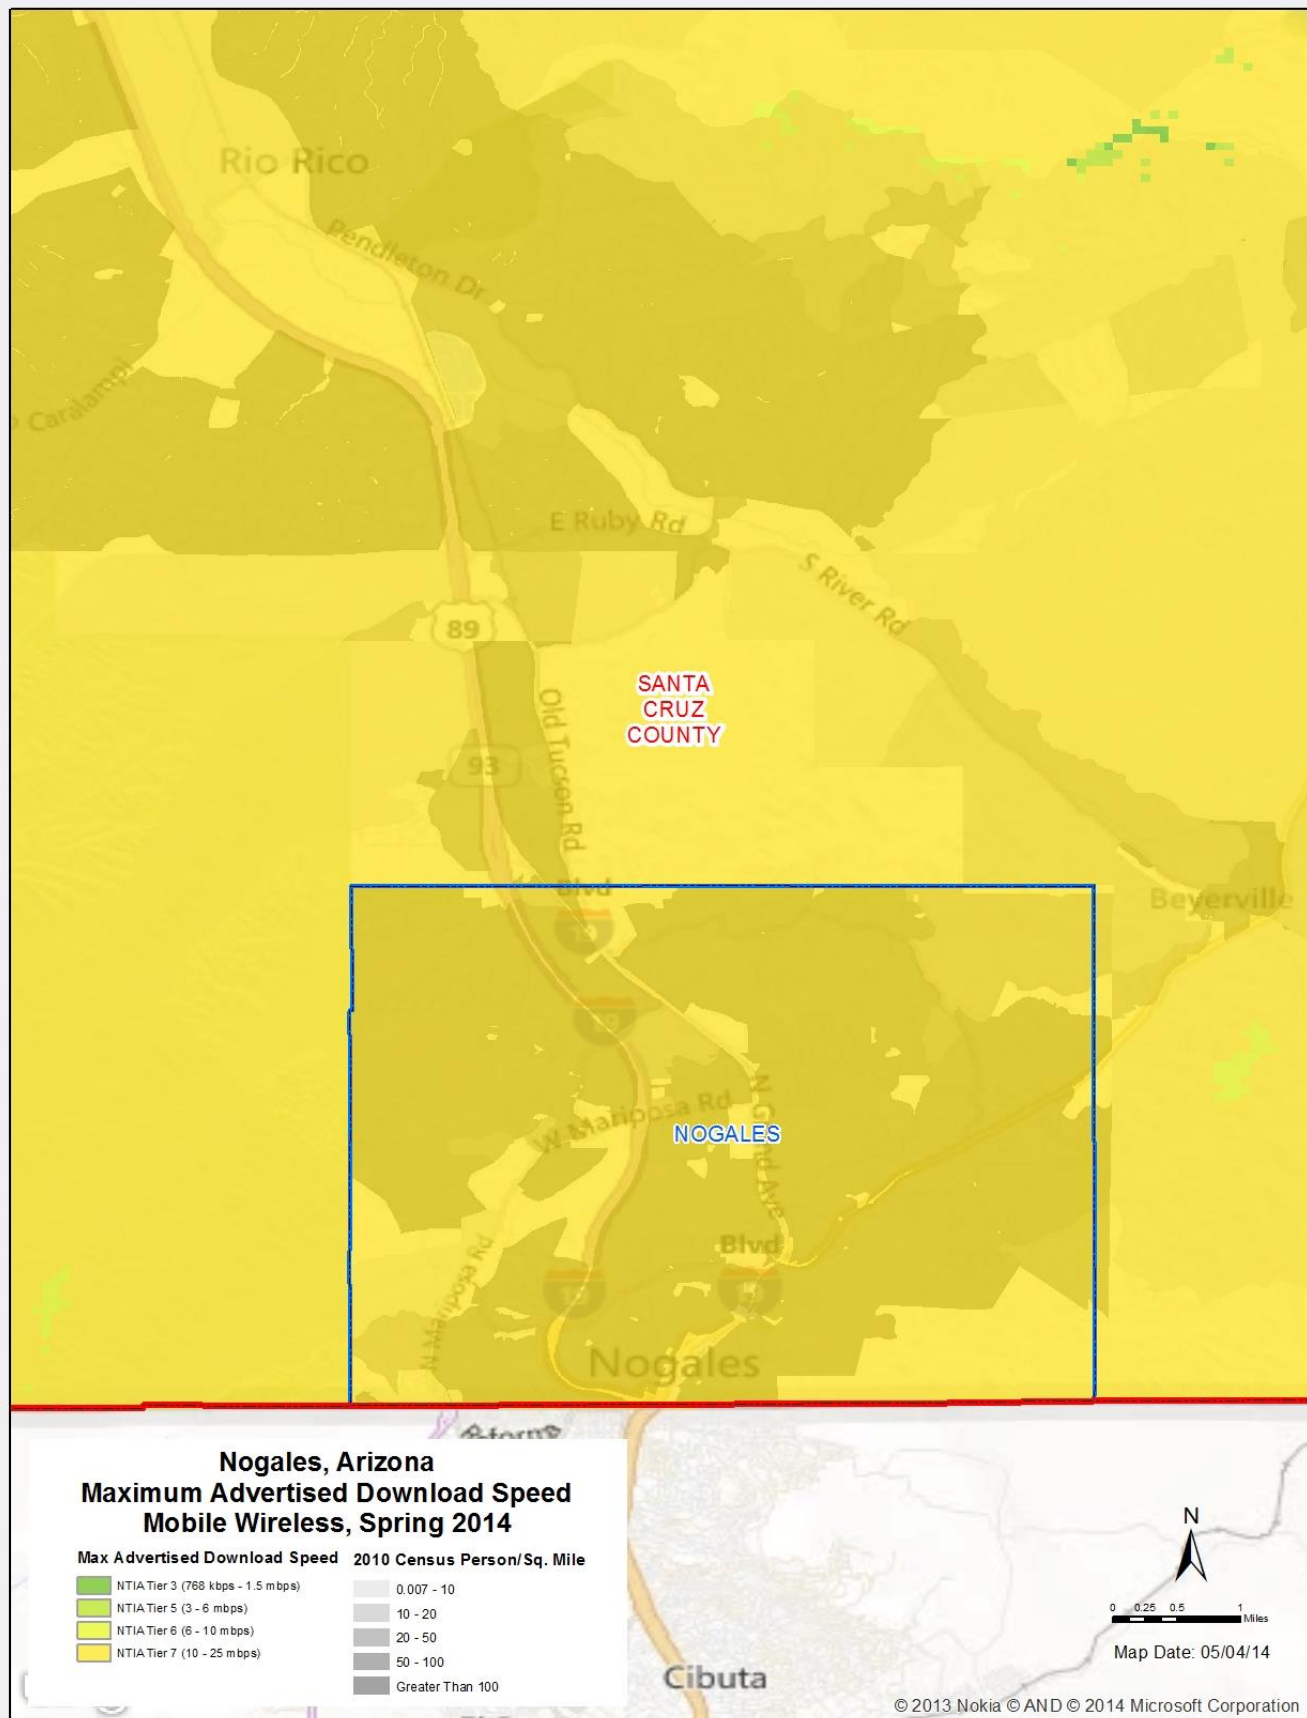 Rio Rico
Pendleton Dr
Caralampi
E Ruby Rd
S River Rd
89
SANTA
CRUZ
COUNTY
Old Tucson Rd
93
Blvd
Beyerville
19
19
N Grand Ave
W Mariposa Rd
NOGALES
Blvd
N Mariposa Rd
19
Nogales
Nogales, Arizona
Maximum Advertised Download Speed
Mobile Wireless, Spring 2014
Max Advertised Download Speed
NTIA Tier 3 (768 kbps - 1.5 mbps)
NTIA Tier 5 (3 - 6 mbps)
NTIA Tier 6 (6 - 10 mbps)
NTIA Tier 7 (10 - 25 mbps)
2010 Census Person/Sq. Mile
0.007 - 10
10 - 20
20 - 50
50 - 100
Greater Than 100
N
0 0.25 0.5 1
Miles
Map Date: 05/04/14
Cibuta
© 2013 Nokia © AND © 2014 Microsoft Corporation